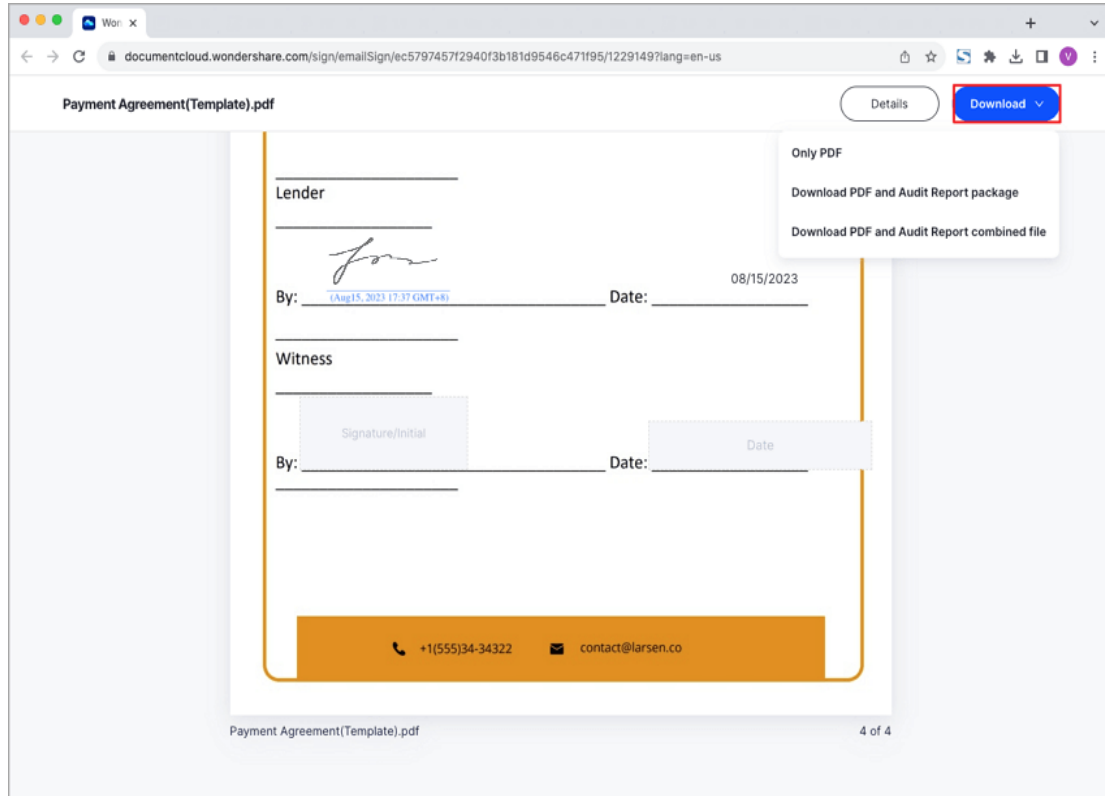 Won
documentcloud.wondershare.com/sign/emailSign/ec5797457f2940f3b181d9546c471f95/1229149?lang=en-us
V
Payment Agreement(Template).pdf
Details
Download
Only PDF
Download PDF and Audit Report package
Download PDF and Audit Report combined file
Lender
08/15/2023
By: (Aug15, 2023 17:37 GMT+8) Date:
Witness
Signature/Initial
Date
By: Date:
+1(555)34-34322 contact@larsen.co
Payment Agreement(Template).pdf 4 of 4